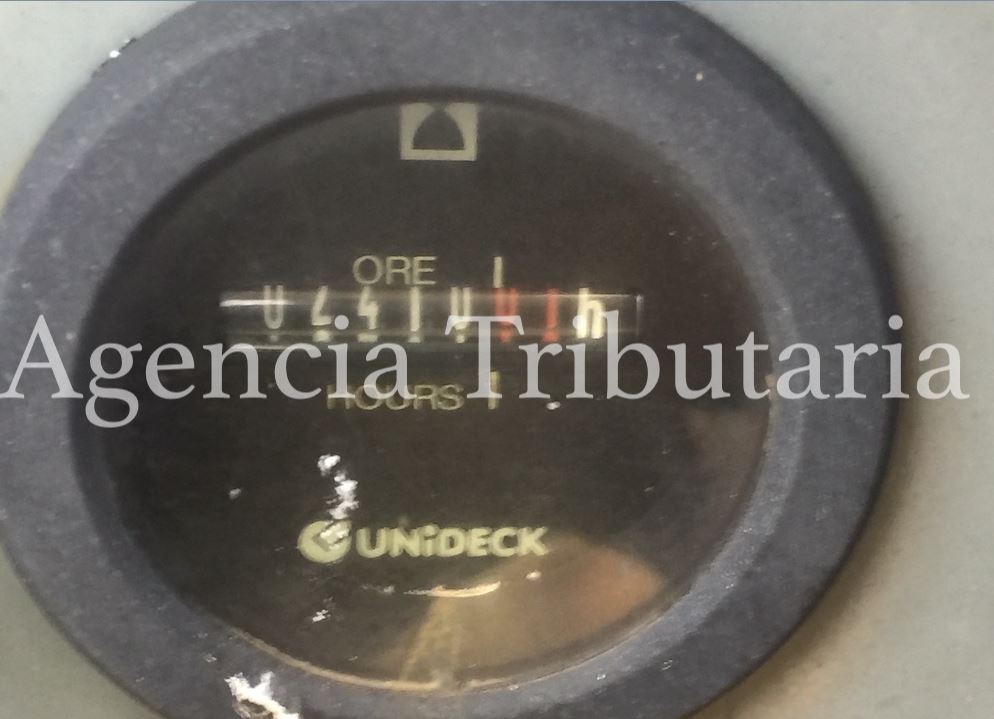 ORE
h
Agencia Tributaria
HOURS
UNiDECK